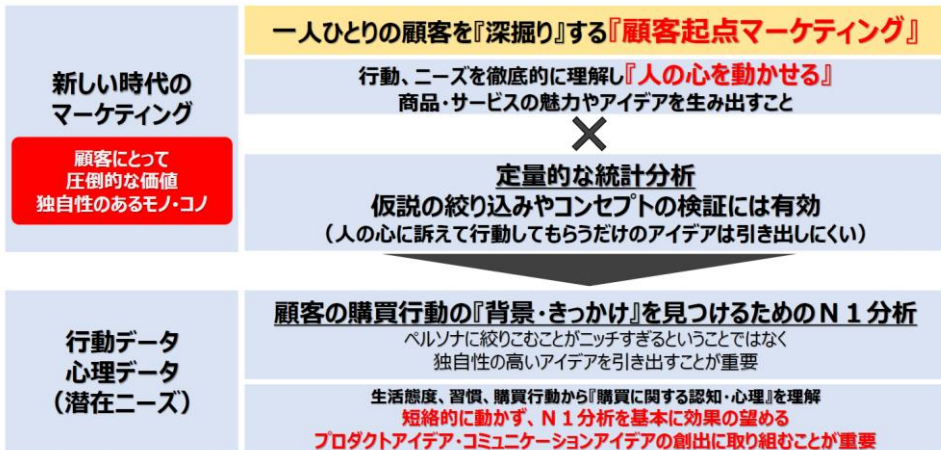 新しい時代の
マーケティング
顧客にとって
圧倒的な価値
独自性のあるモノ・コノ
一人ひとりの顧客を『深掘り』する『顧客起点マーケティング』
行動、ニーズを徹底的に理解し『人の心を動かせる』
商品・サービスの魅力やアイデアを生み出すこと
×
定量的な統計分析
仮説の絞り込みやコンセプトの検証には有効
（人の心に訴えて行動してもらうだけのアイデアは引き出しにくい）
行動データ
心理データ
（潜在ニーズ）
顧客の購買行動の『背景・きっかけ』を見つけるためのＮ１分析
ペルソナに絞りこむことがニッチすぎるということではなく
独自性の高いアイデアを引き出すことが重要
生活態度、習慣、購買行動から『購買に関する認知・心理』を理解
短絡的に動かず、Ｎ１分析を基本に効果の望める
プロダクトアイデア・コミュニケーションアイデアの創出に取り組むことが重要